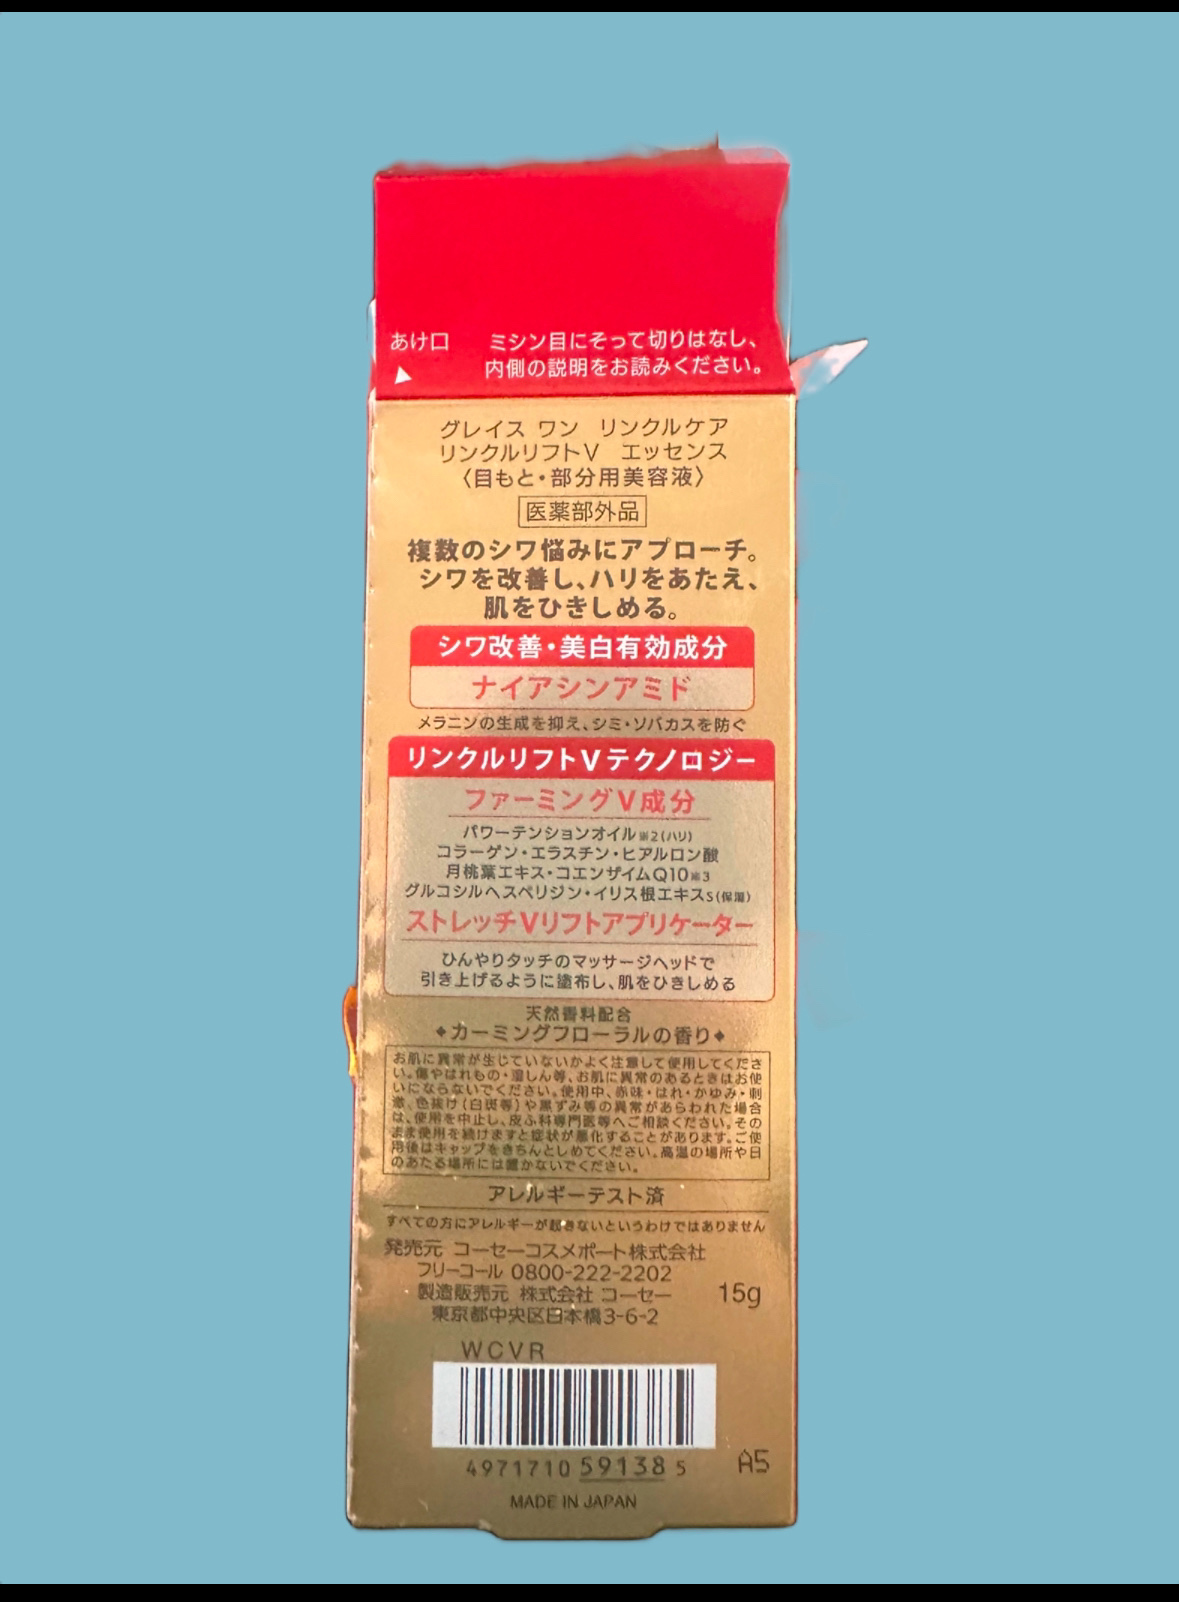 あけ口 ミシン目にそって切りはなし、
▲ 内側の説明をお読みください。
グレイス ワン リンクルケア
リンクルリフトV エッセンス
〈目もと・部分用美容液〉
医薬部外品
複数のシワ悩みにアプローチ。
シワを改善し、ハリをあたえ、
肌をひきしめる。
シワ改善・美白有効成分
ナイアシンアミド
メラニンの生成を抑え、シミ・ソバカスを防ぐ
リンクルリフトVテクノロジー
ファーミングV成分
パワーテンションオイル※2(ハリ)
コラーゲン・エラスチン・ヒアルロン酸
月桃葉エキス・コエンザイムQ10※3
グルコシルヘスペリジン・イリス根エキスS(保湿)
ストレッチVリフトアプリケーター
ひんやりタッチのマッサージヘッドで
引き上げるように塗布し、肌をひきしめる
天然香料配合
◆カーミングフローラルの香り◆
お肌に異常が生じていないかよく注意して使用してくださ
い。傷やはれもの・湿しん等、お肌に異常のあるときはお使
いにならないでください。使用中、赤味・はれ・かゆみ・刺
激、色抜け(白斑等)や黒ずみ等の異常があらわれた場合
は、使用を中止し、皮ふ科専門医等へご相談ください。その
まま使用を続けますと症状が悪化することがあります。ご使
用後はキャップをきちんとしめてください。高温の場所や日
のあたる場所には置かないでください。
アレルギーテスト済
すべての方にアレルギーが起きないというわけではありません
発売元 コーセーコスメポート株式会社
フリーコール 0800-222-2202
製造販売元 株式会社 コーセー 15g
東京都中央区日本橋3-6-2
WCVR
4971710 59138 5 A5
MADE IN JAPAN